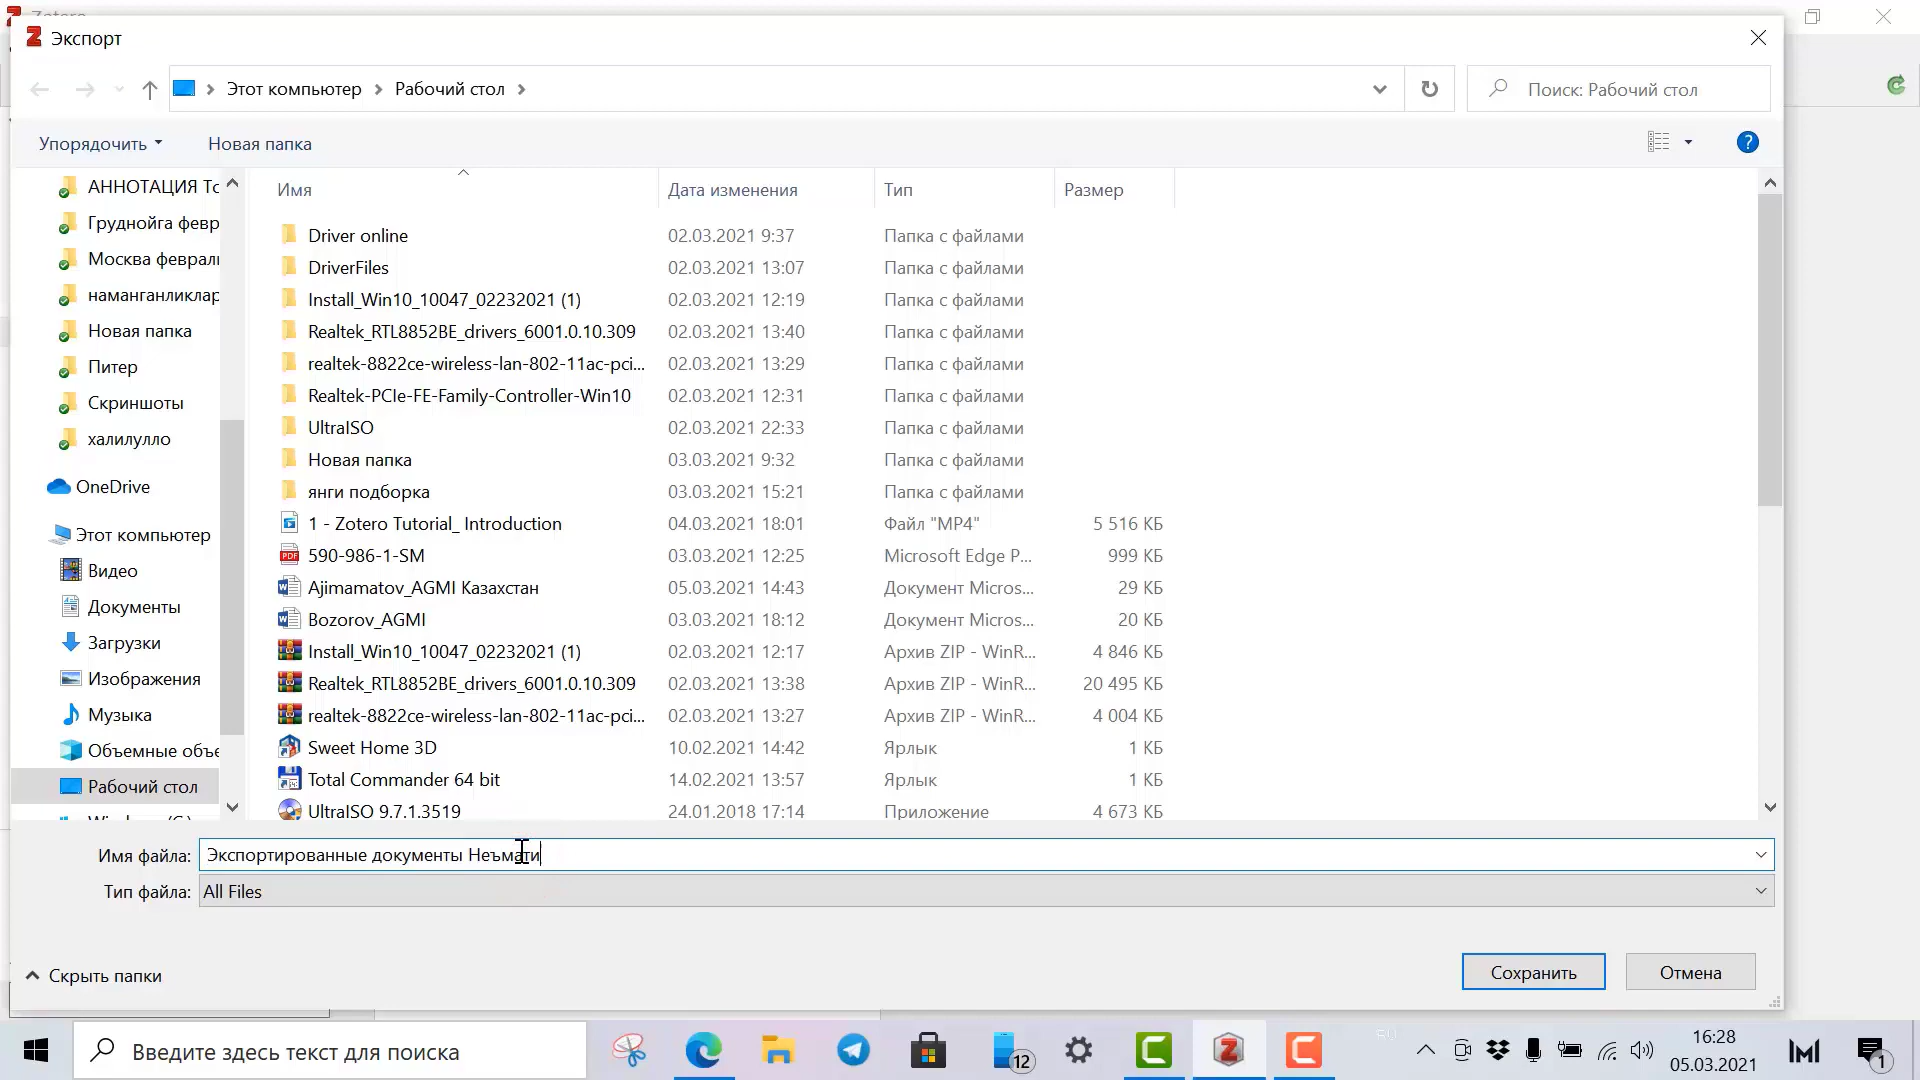 Zotero
Экспорт
Этот компьютер
Рабочий стол
Поиск: Рабочий стол
Упорядочить
Новая папка
АННОТАЦИЯ То
Груднойга февр
Москва феврал
наманганликлар
Новая папка
Питер
Скриншоты
халилулло
OneDrive
Этот компьютер
Видео
Документы
Загрузки
Изображения
Музыка
Объемные объе
Рабочий стол
Имя Дата изменения Тип Размер
Driver online 02.03.2021 9:37 Папка с файлами
DriverFiles 02.03.2021 13:07 Папка с файлами
Install_Win10_10047_02232021 (1) 02.03.2021 12:19 Папка с файлами
Realtek_RTL8852BE_drivers_6001.0.10.309 02.03.2021 13:40 Папка с файлами
realtek-8822ce-wireless-lan-802-11ac-pci... 02.03.2021 13:29 Папка с файлами
Realtek-PCIe-FE-Family-Controller-Win10 02.03.2021 12:31 Папка с файлами
UltraISO 02.03.2021 22:33 Папка с файлами
Новая папка 03.03.2021 9:32 Папка с файлами
янги подборка 03.03.2021 15:21 Папка с файлами
1 - Zotero Tutorial_ Introduction 04.03.2021 18:01 Файл "MP4" 5 516 КБ
590-986-1-SM 03.03.2021 12:25 Microsoft Edge P... 999 КБ
Ajimamatov_AGMI Казахстан 05.03.2021 14:43 Документ Micros... 29 КБ
Bozorov_AGMI 03.03.2021 18:12 Документ Micros... 20 КБ
Install_Win10_10047_02232021 (1) 02.03.2021 12:17 Архив ZIP - WinR... 4 846 КБ
Realtek_RTL8852BE_drivers_6001.0.10.309 02.03.2021 13:38 Архив ZIP - WinR... 20 495 КБ
realtek-8822ce-wireless-lan-802-11ac-pci... 02.03.2021 13:27 Архив ZIP - WinR... 4 004 КБ
Sweet Home 3D 10.02.2021 14:42 Ярлык 1 КБ
Total Commander 64 bit 14.02.2021 13:57 Ярлык 1 КБ
UltraISO 9.7.1.3519 24.01.2018 17:14 Приложение 4 673 КБ
Имя файла: Экспортированные документы Неъмати
Тип файла: All Files
Скрыть папки
Сохранить
Отмена
Введите здесь текст для поиска
12
16:28
05.03.2021
1